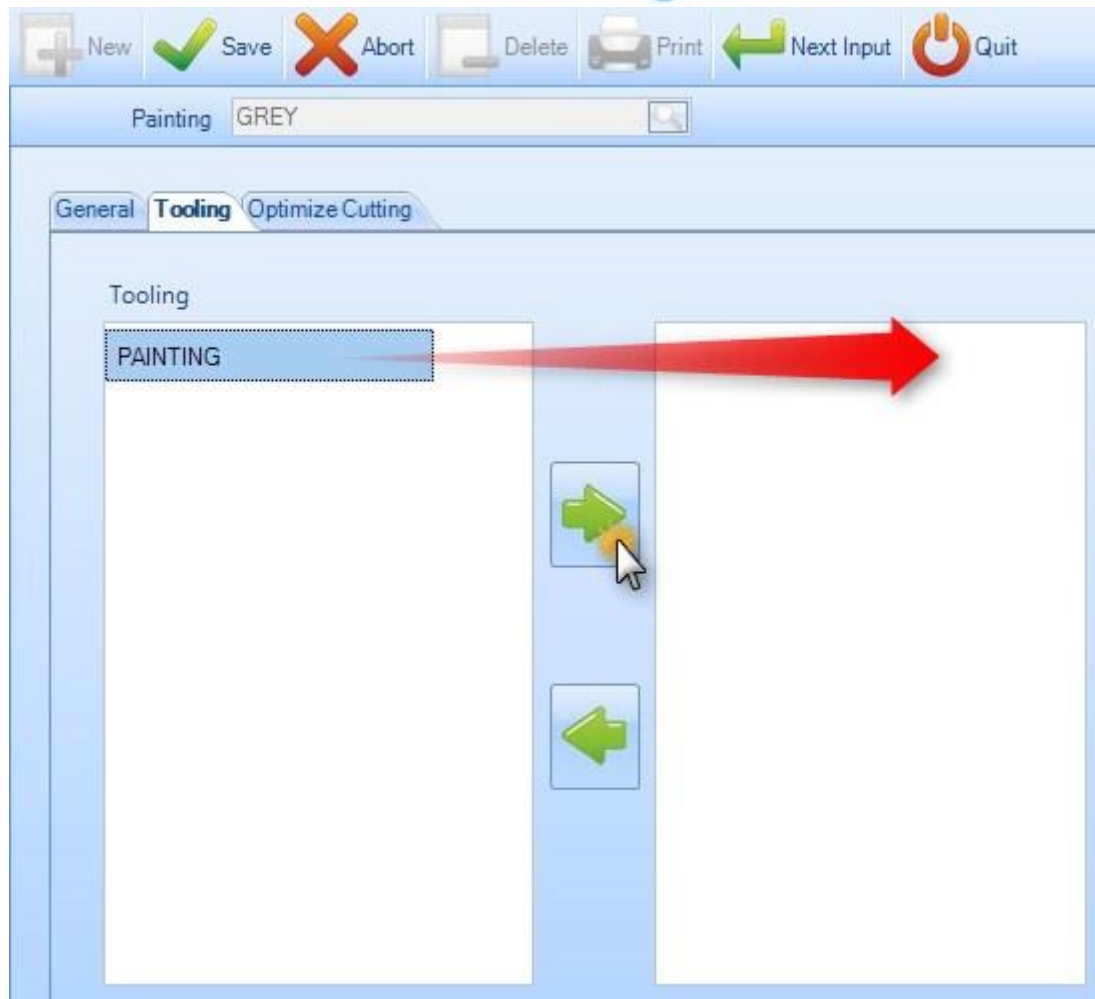 New Save Abort Delete Print Next Input Quit
Painting GREY
General Tooling Optimize Cutting
Tooling
PAINTING